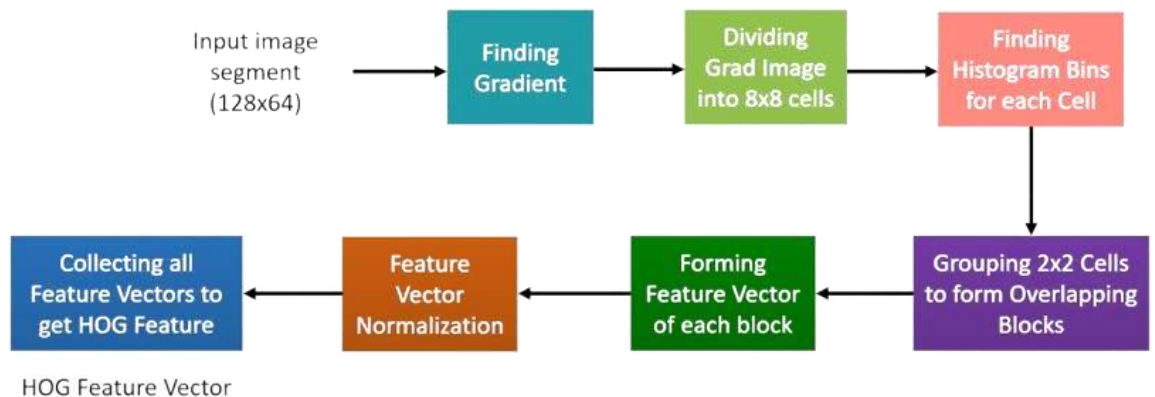 Input image
segment
(128x64)
Finding
Gradient
Dividing
Grad Image
into 8x8 cells
Finding
Histogram Bins
for each Cell
Grouping 2x2 Cells
to form Overlapping
Blocks
Forming
Feature Vector
of each block
Feature
Vector
Normalization
Collecting all
Feature Vectors to
get HOG Feature
HOG Feature Vector